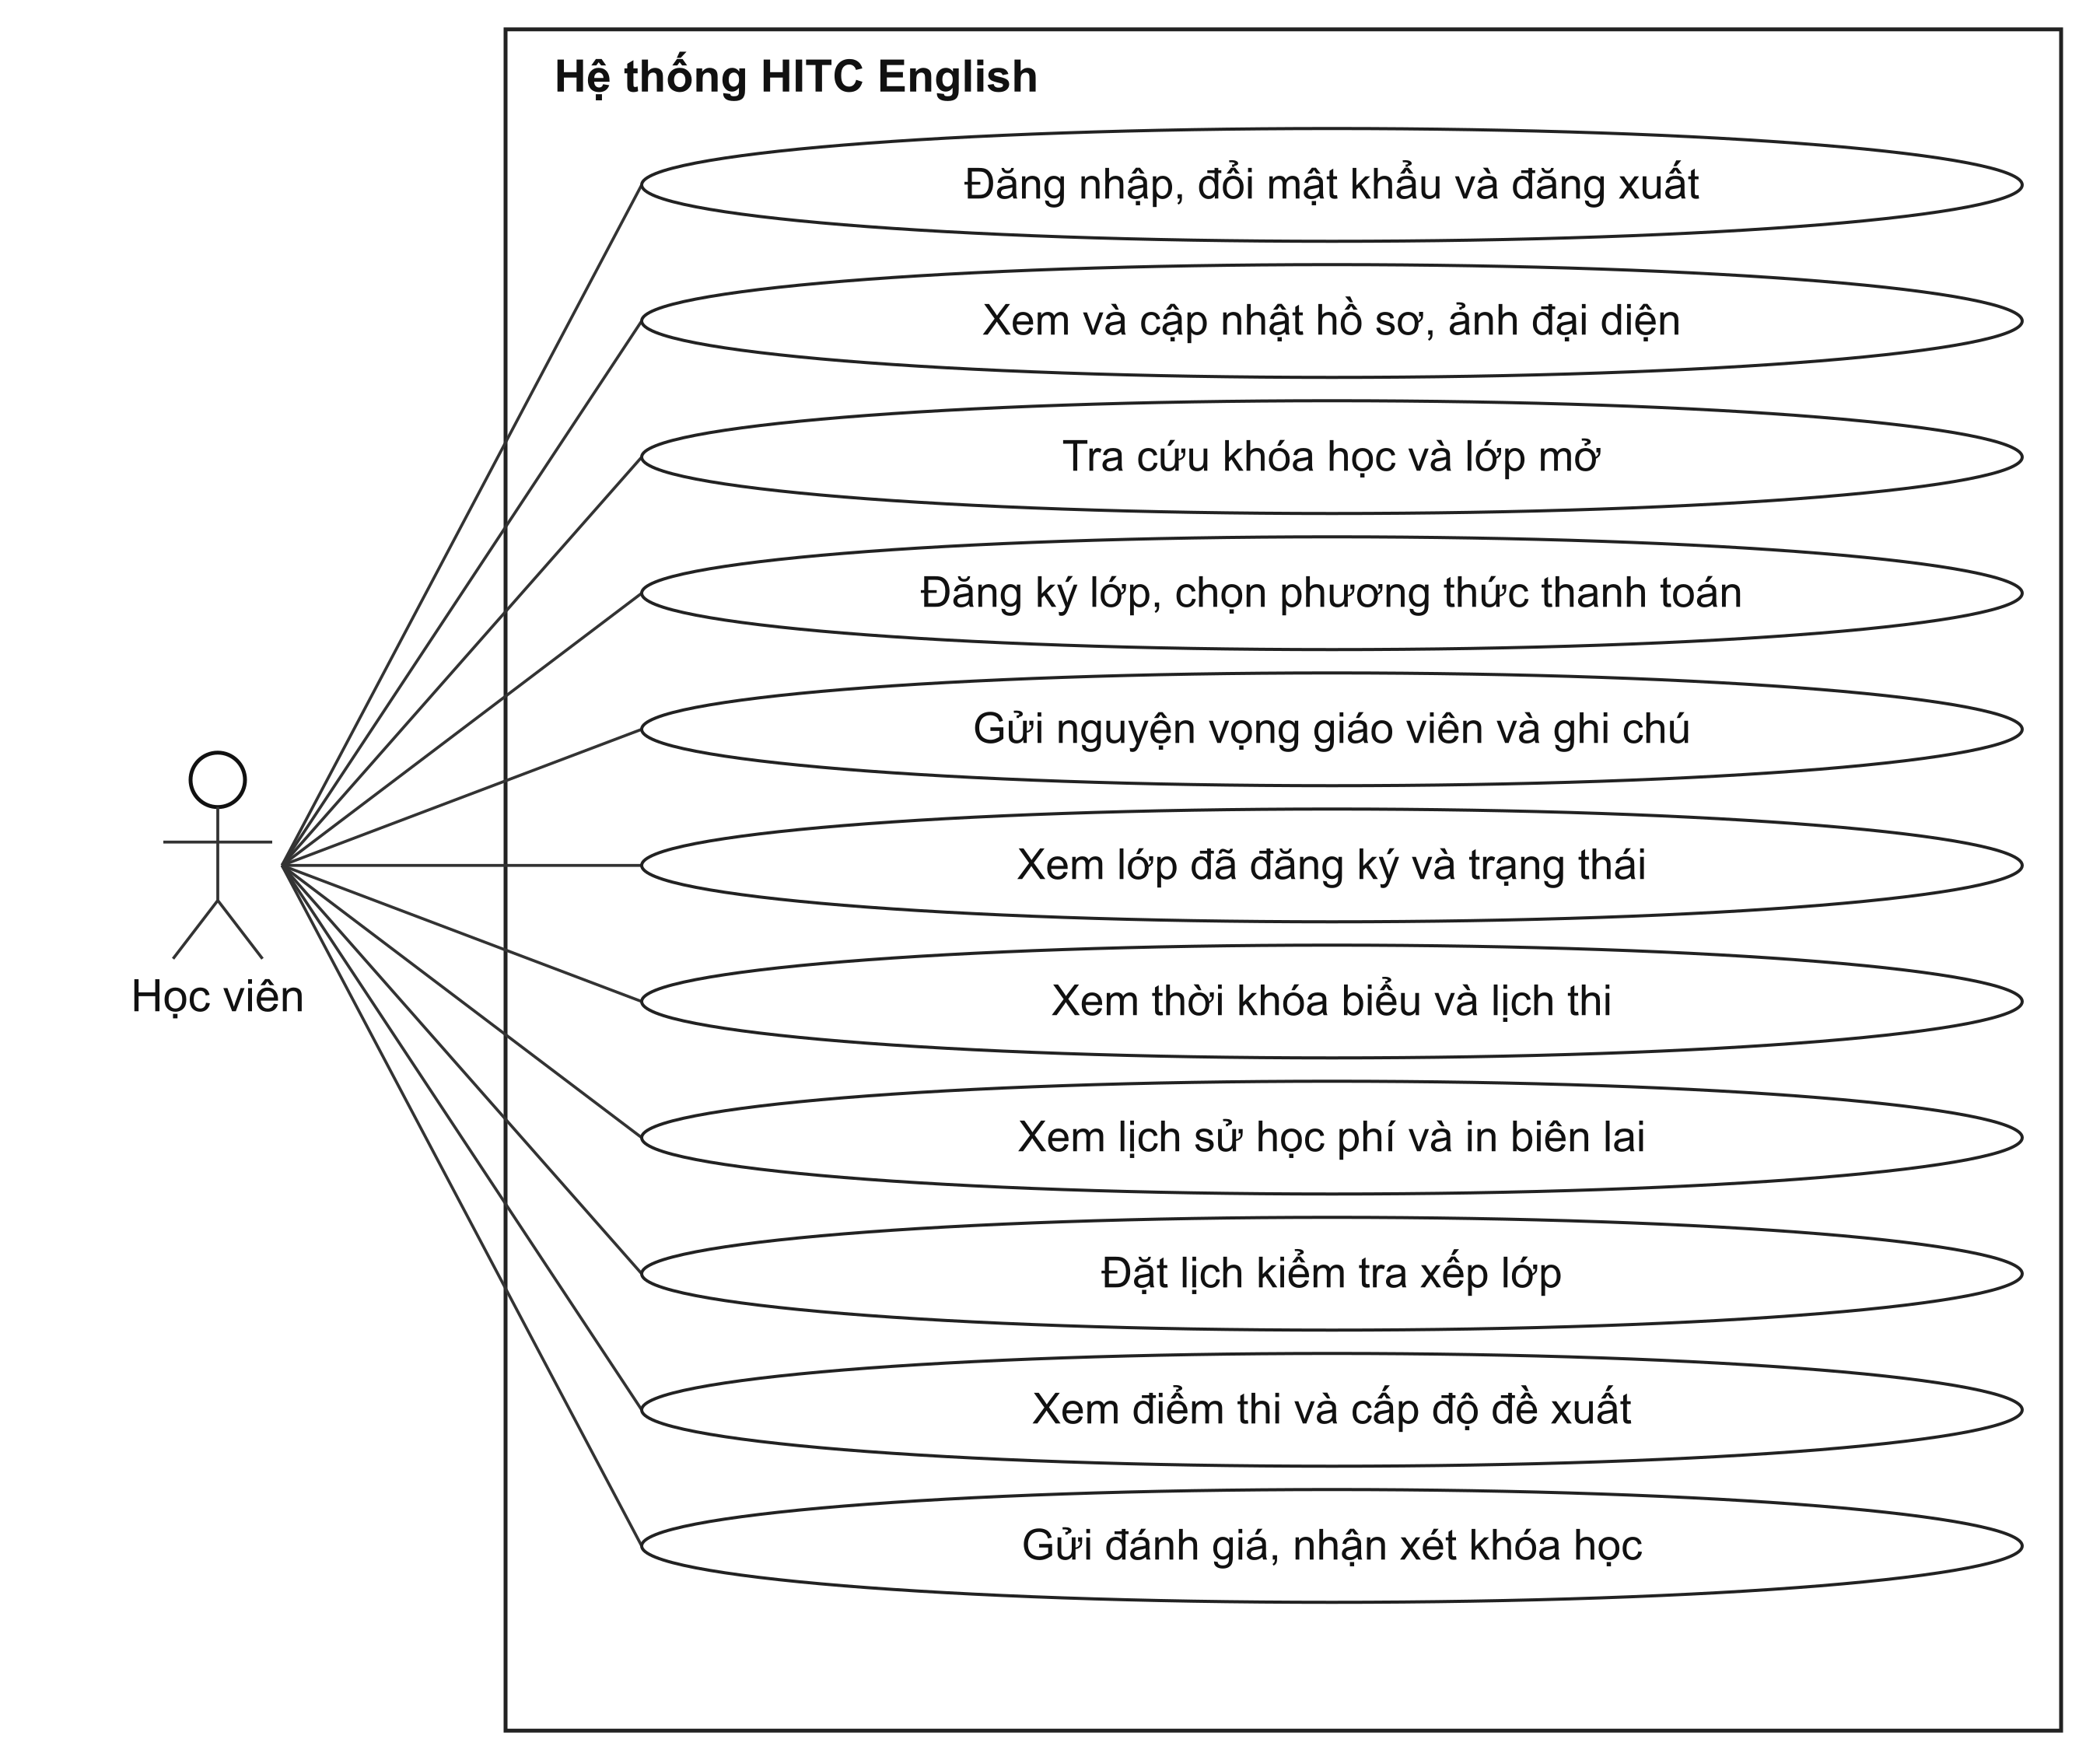 Hệ thống HITC English
Đăng nhập, đổi mật khẩu và đăng xuất
Xem và cập nhật hồ sơ, ảnh đại diện
Tra cứu khóa học và lớp mở
Đăng ký lớp, chọn phương thức thanh toán
Gửi nguyện vọng giáo viên và ghi chú
Xem lớp đã đăng ký và trạng thái
Học viên
Xem thời khóa biểu và lịch thi
Xem lịch sử học phí và in biên lai
Đặt lịch kiểm tra xếp lớp
Xem điểm thi và cấp độ đề xuất
Gửi đánh giá, nhận xét khóa học